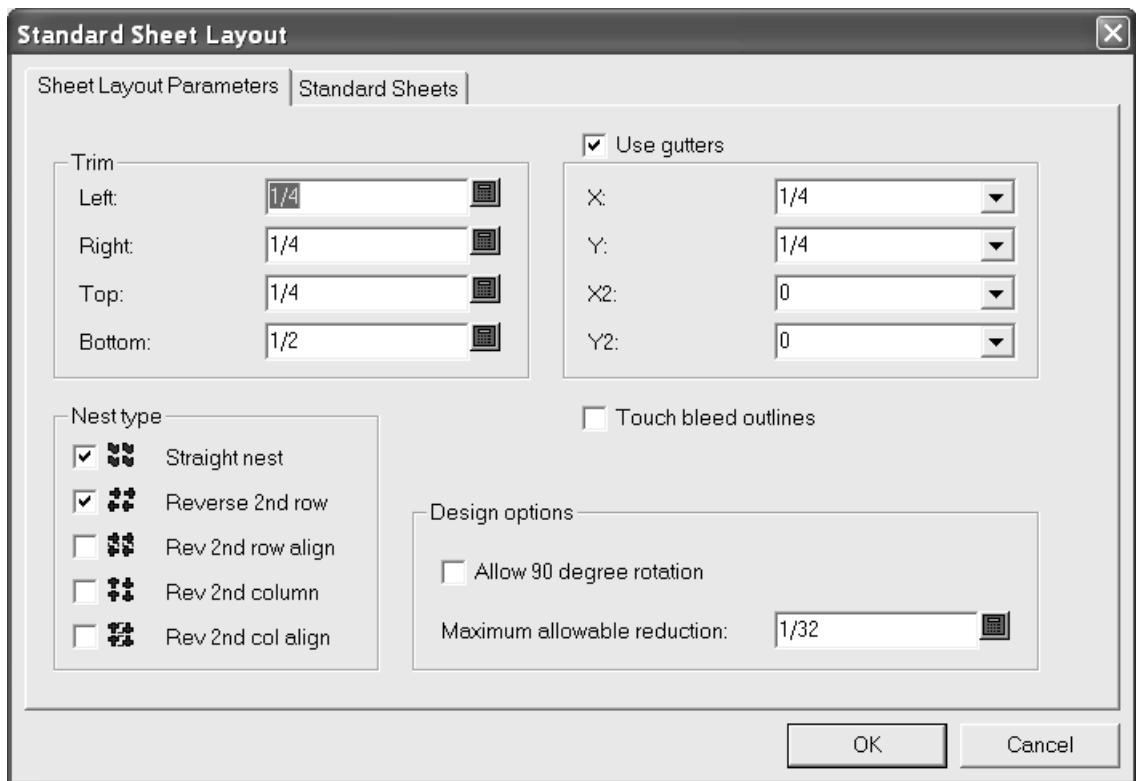 Standard Sheet Layout
Sheet Layout Parameters
Standard Sheets
Trim
Left: 1/4
Right: 1/4
Top: 1/4
Bottom: 1/2
Use gutters
X: 1/4
Y: 1/4
X2: 0
Y2: 0
Touch bleed outlines
Nest type
Straight nest
Reverse 2nd row
Rev 2nd row align
Rev 2nd column
Rev 2nd col align
Design options
Allow 90 degree rotation
Maximum allowable reduction: 1/32
OK
Cancel